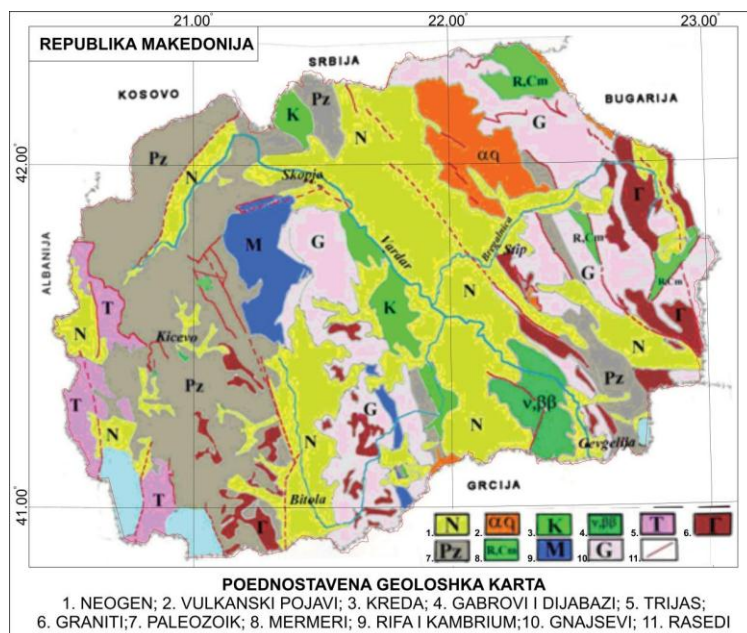 21.00
22.00
23.00
REPUBLIKA MAKEDONIJA
SRBIJA
KOSOVO
BUGARIJA
R,Cm
Pz
K
G
Pz
N
N
αq
42.00
Skopja
Γ
M
G
Bregalnica
Stip
R,Cm
ALBANIJA
Vardar
G
R,Cm
T
K
N
Γ
N
Kicevo
N
Pz
ν,ββ
Pz
T
G
N
N
Gevgelija
T
Bitola
GRCIJA
41.00
Γ
1. N 2. αq 3. K 4. ν,ββ 5. T 6. Γ
7. Pz 8. R,Cm 9. M 10. G 11.
POEDNOSTAVENA GEOLOSHKA KARTA
1. NEOGEN; 2. VULKANSKI POJAVI; 3. KREDA; 4. GABROVI I DIJABAZI; 5. TRIJAS;
6. GRANITI;7. PALEOZOIK; 8. MERMERI; 9. RIFA I KAMBRIUM;10. GNAJSEVI; 11. RASEDI